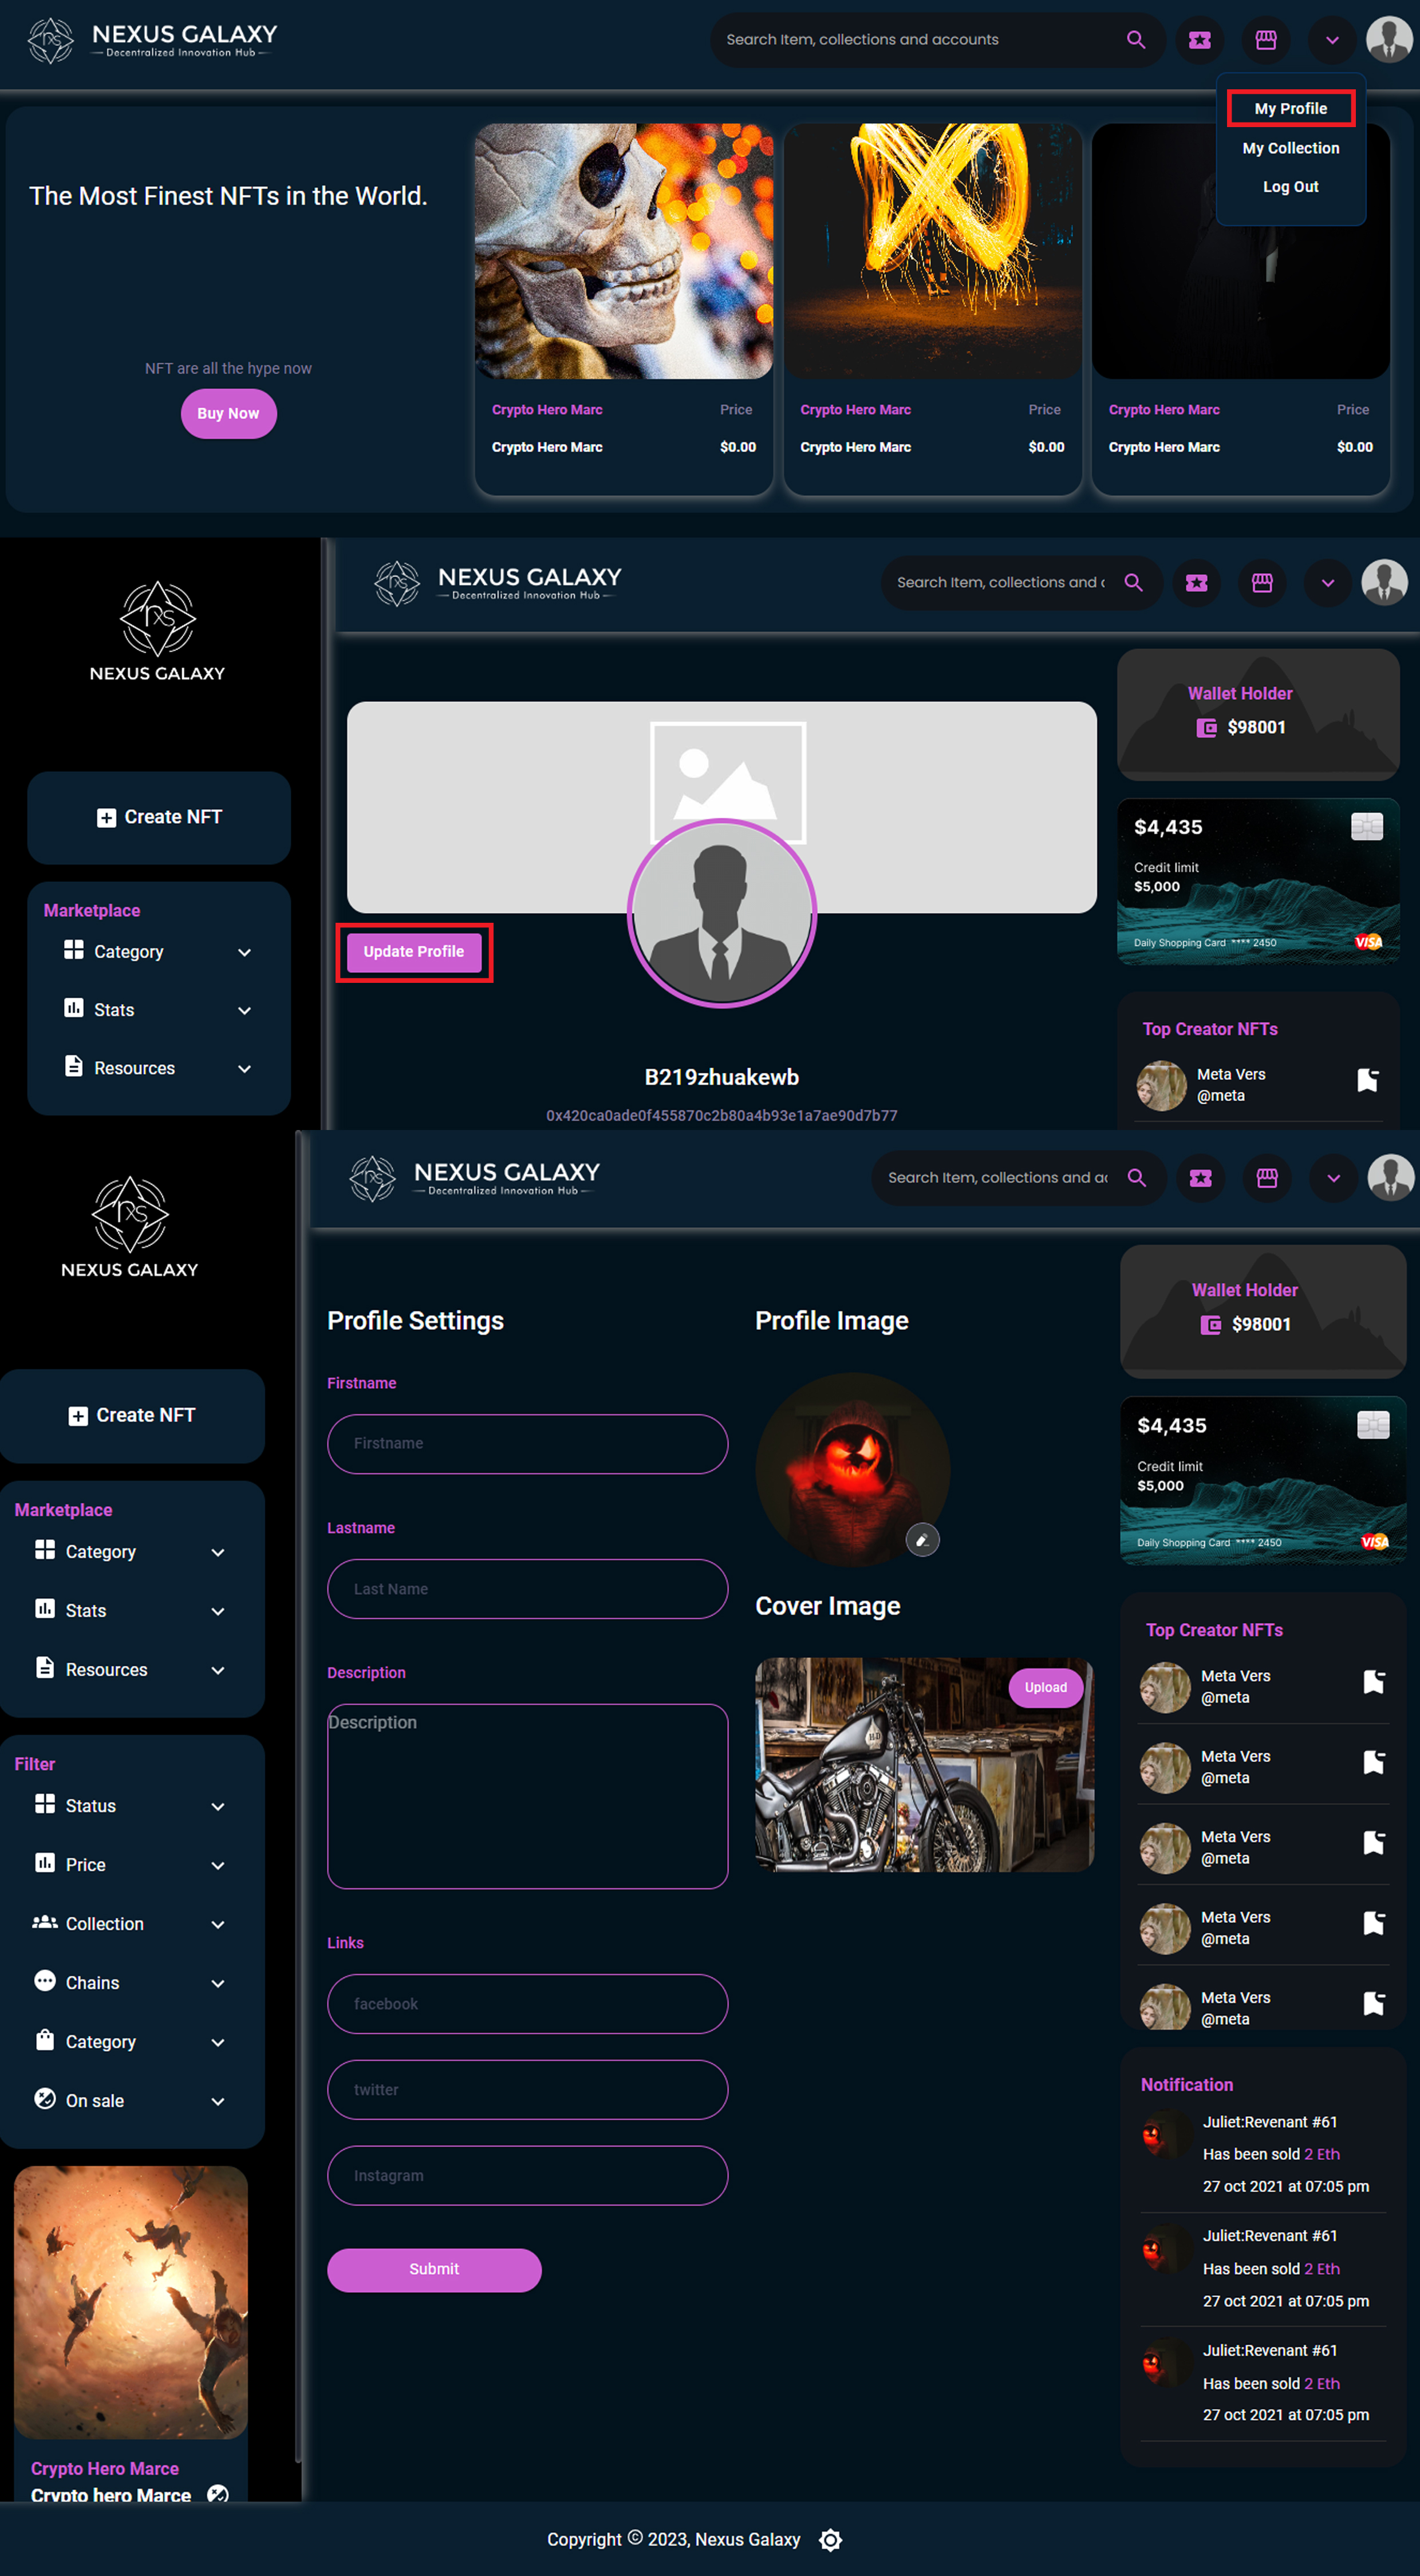 NEXUS GALAXY
Decentralized Innovation Hub
Search Item, collections and accounts
My Profile
My Collection
Log Out
The Most Finest NFTs in the World.
NFT are all the hype now
Buy Now
Crypto Hero Marc Price
Crypto Hero Marc $0.00
Crypto Hero Marc Price
Crypto Hero Marc $0.00
Crypto Hero Marc Price
Crypto Hero Marc $0.00
NXS
NEXUS GALAXY
Create NFT
Marketplace
Category
Stats
Resources
NEXUS GALAXY
Decentralized Innovation Hub
Search Item, collections and
Update Profile
B219zhuakewb
0x420ca0ade0f455870c2b80a4b93e1a7ae90d7b77
Wallet Holder
$98001
$4,435
Credit limit
$5,000
Daily Shopping Card **** 2450
VISA
Top Creator NFTs
Meta Vers
@meta
NXS
NEXUS GALAXY
Create NFT
Marketplace
Category
Stats
Resources
Filter
Status
Price
Collection
Chains
Category
On sale
Crypto Hero Marce
Crypto hero Marce
NEXUS GALAXY
Decentralized Innovation Hub
Search Item, collections and ac
Profile Settings
Firstname
Firstname
Lastname
Last Name
Description
Description
Links
facebook
twitter
Instagram
Submit
Profile Image
Cover Image
Upload
Wallet Holder
$98001
$4,435
Credit limit
$5,000
Daily Shopping Card **** 2450
VISA
Top Creator NFTs
Meta Vers
@meta
Meta Vers
@meta
Meta Vers
@meta
Meta Vers
@meta
Meta Vers
@meta
Notification
Juliet:Revenant #61
Has been sold 2 Eth
27 oct 2021 at 07:05 pm
Juliet:Revenant #61
Has been sold 2 Eth
27 oct 2021 at 07:05 pm
Juliet:Revenant #61
Has been sold 2 Eth
27 oct 2021 at 07:05 pm
Copyright © 2023, Nexus Galaxy